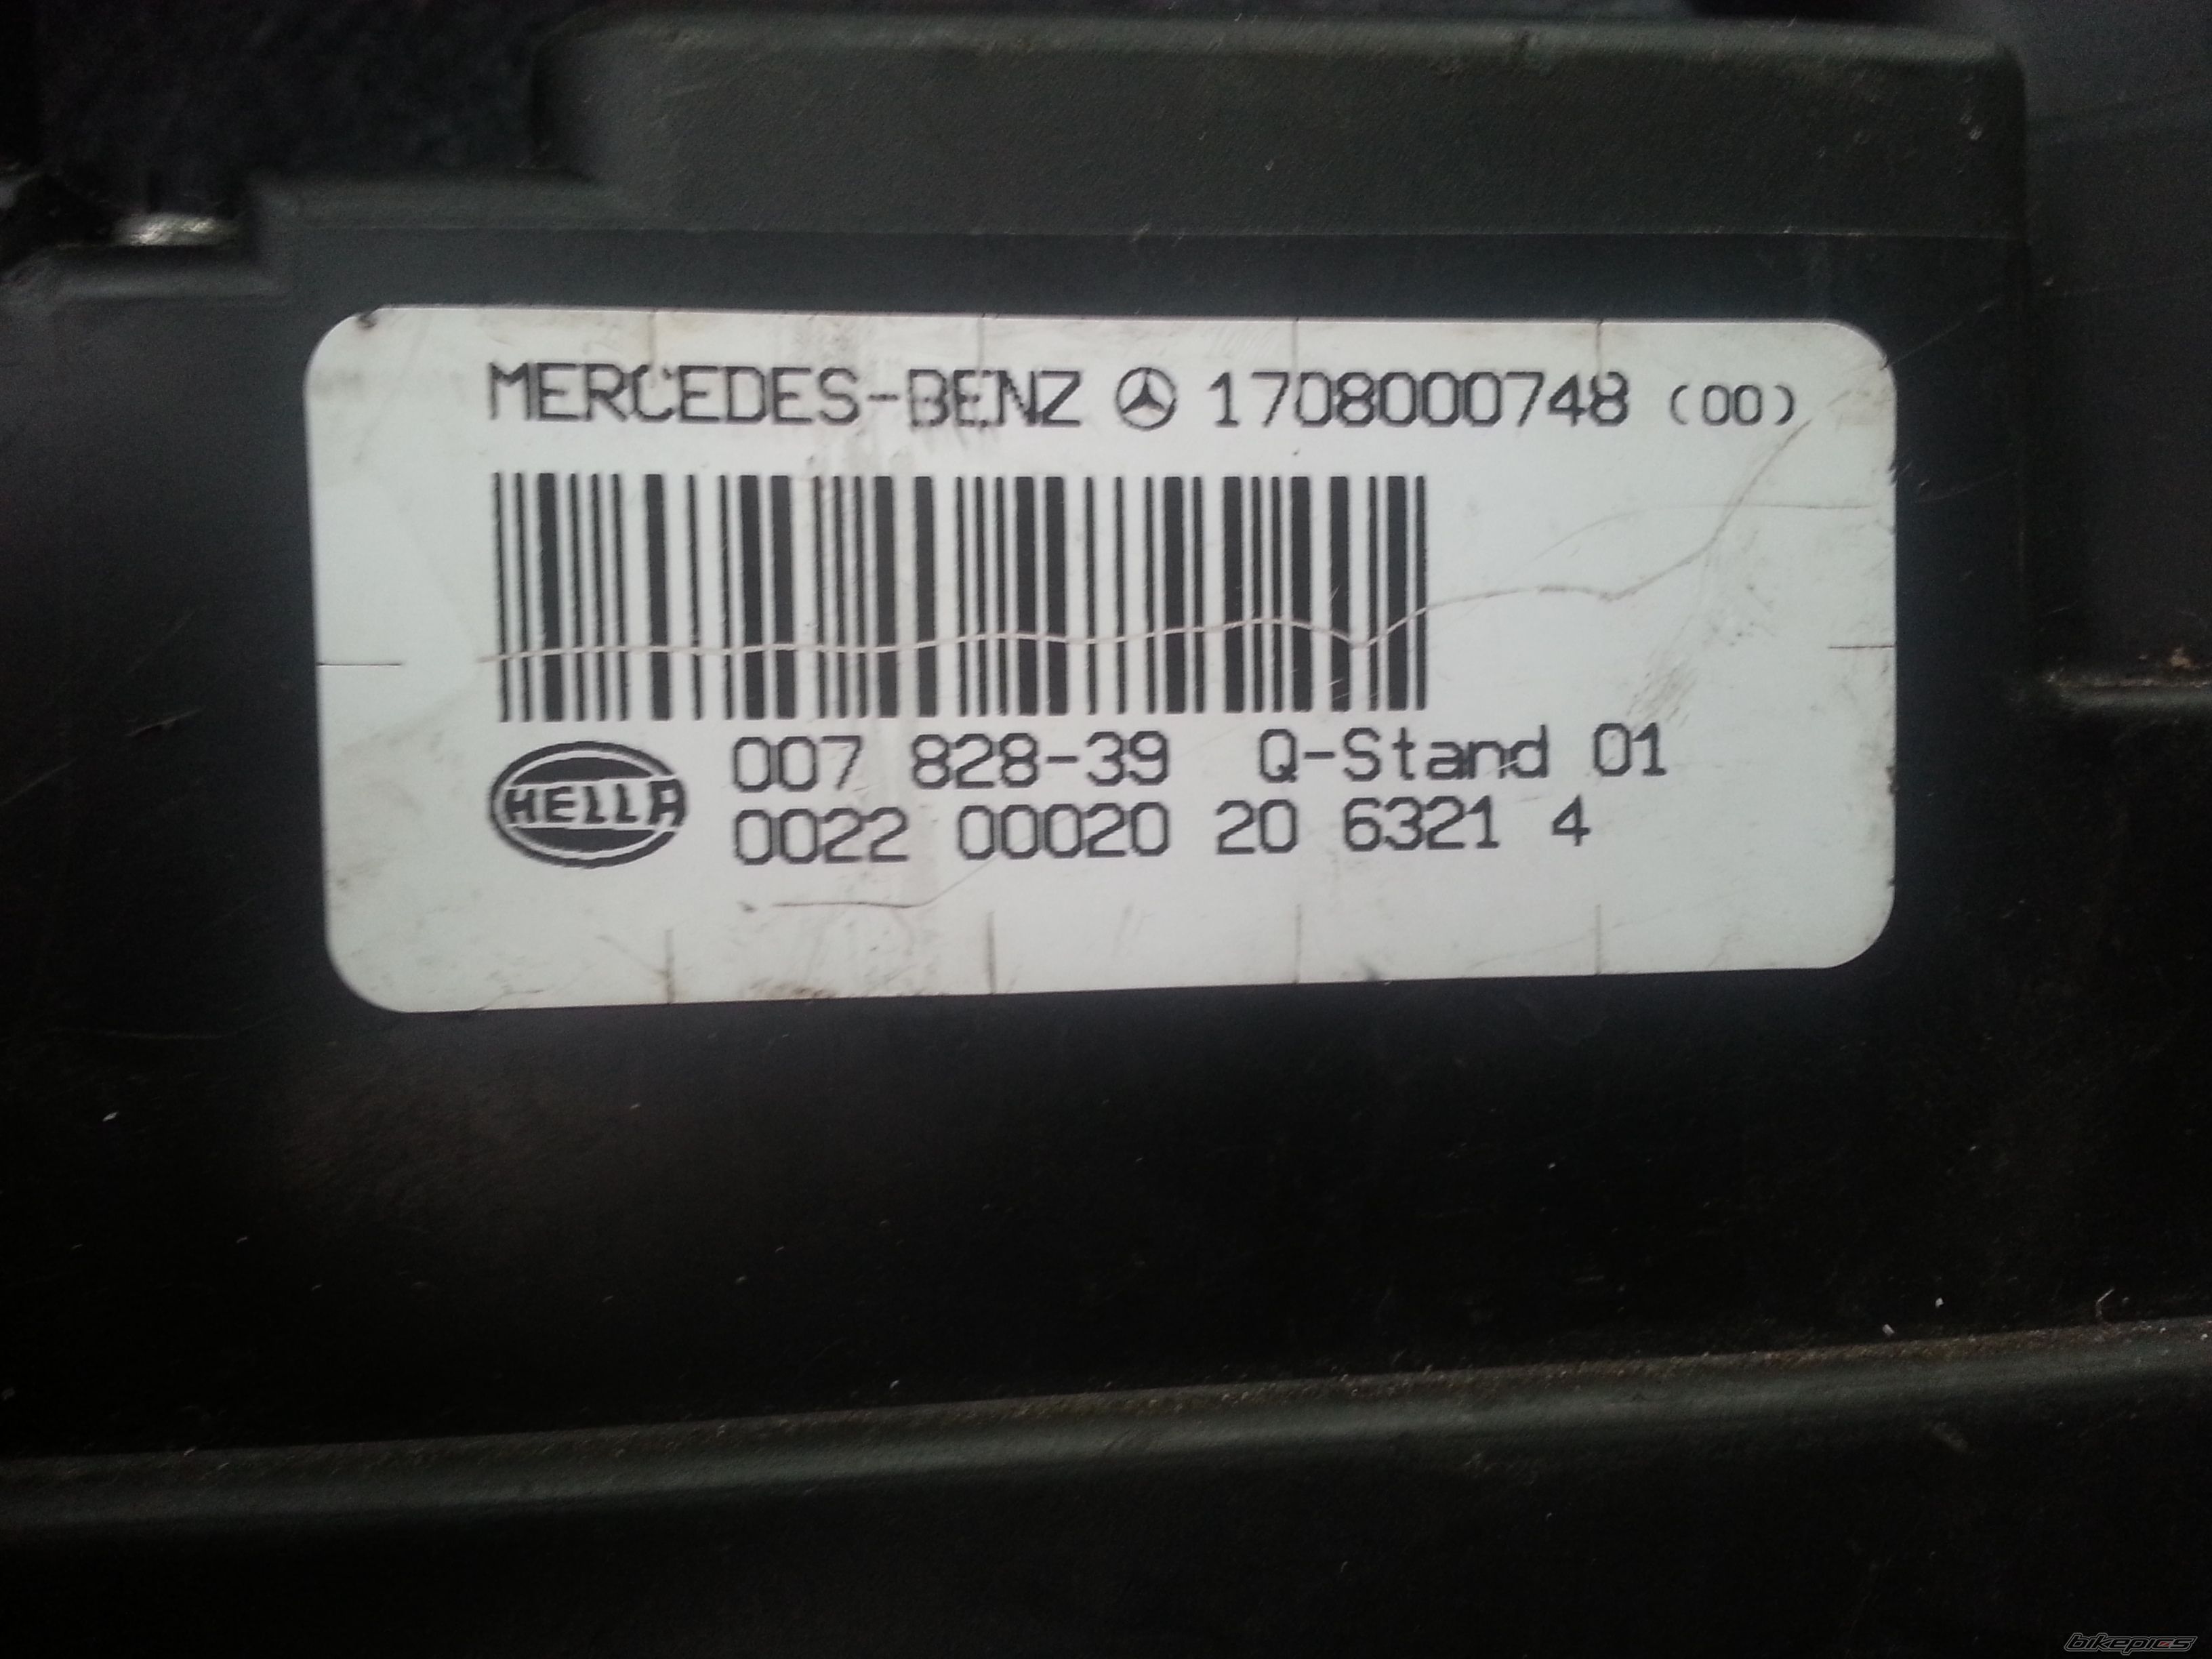 MERCEDES-BENZ 1708000748 (00)
HELLA 007 828-39 Q-Stand 01
0022 00020 20 6321 4
bikepics